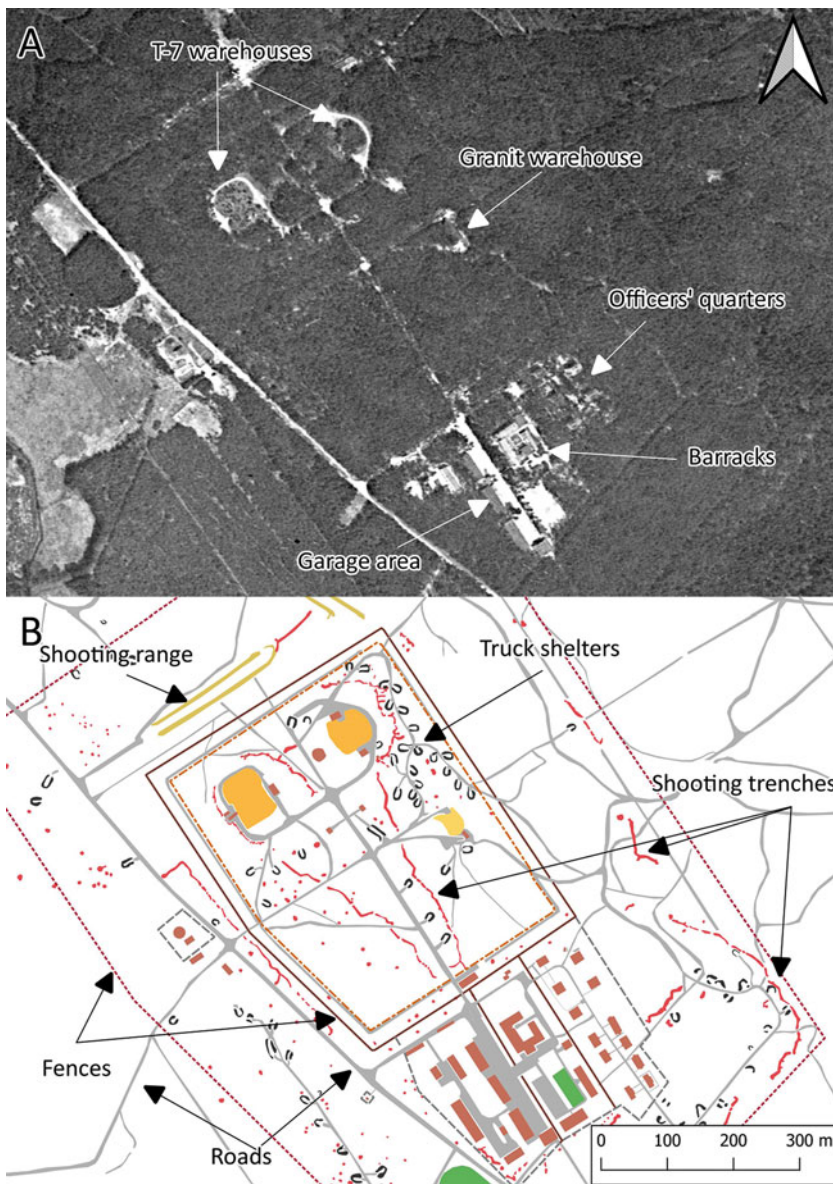 A
T-7 warehouses
Granit warehouse
Officers' quarters
Barracks
Garage area
B
Shooting range
Truck shelters
Shooting trenches
Fences
Roads
0 100 200 300 m